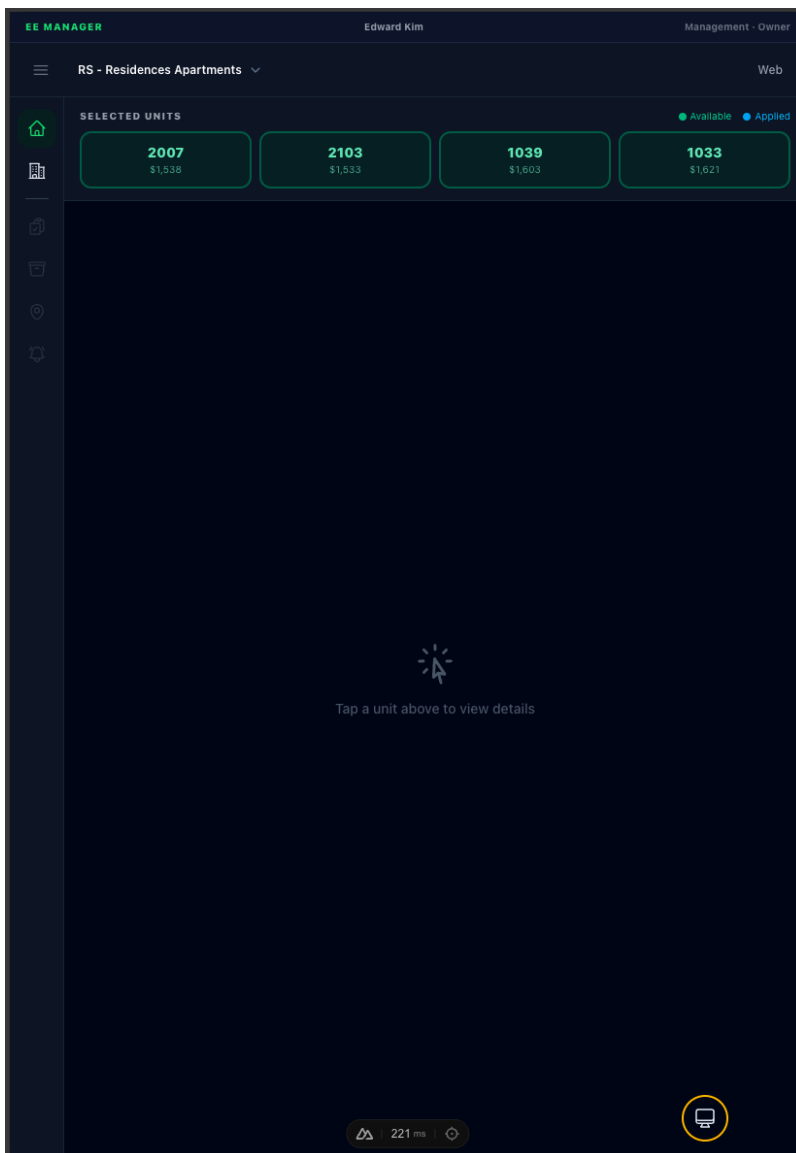 EE MANAGER Edward Kim Management - Owner
RS - Residences Apartments Web
SELECTED UNITS Available Applied
2007 2103 1039 1033
$1,538 $1,533 $1,603 $1,621
Tap a unit above to view details
221 ms